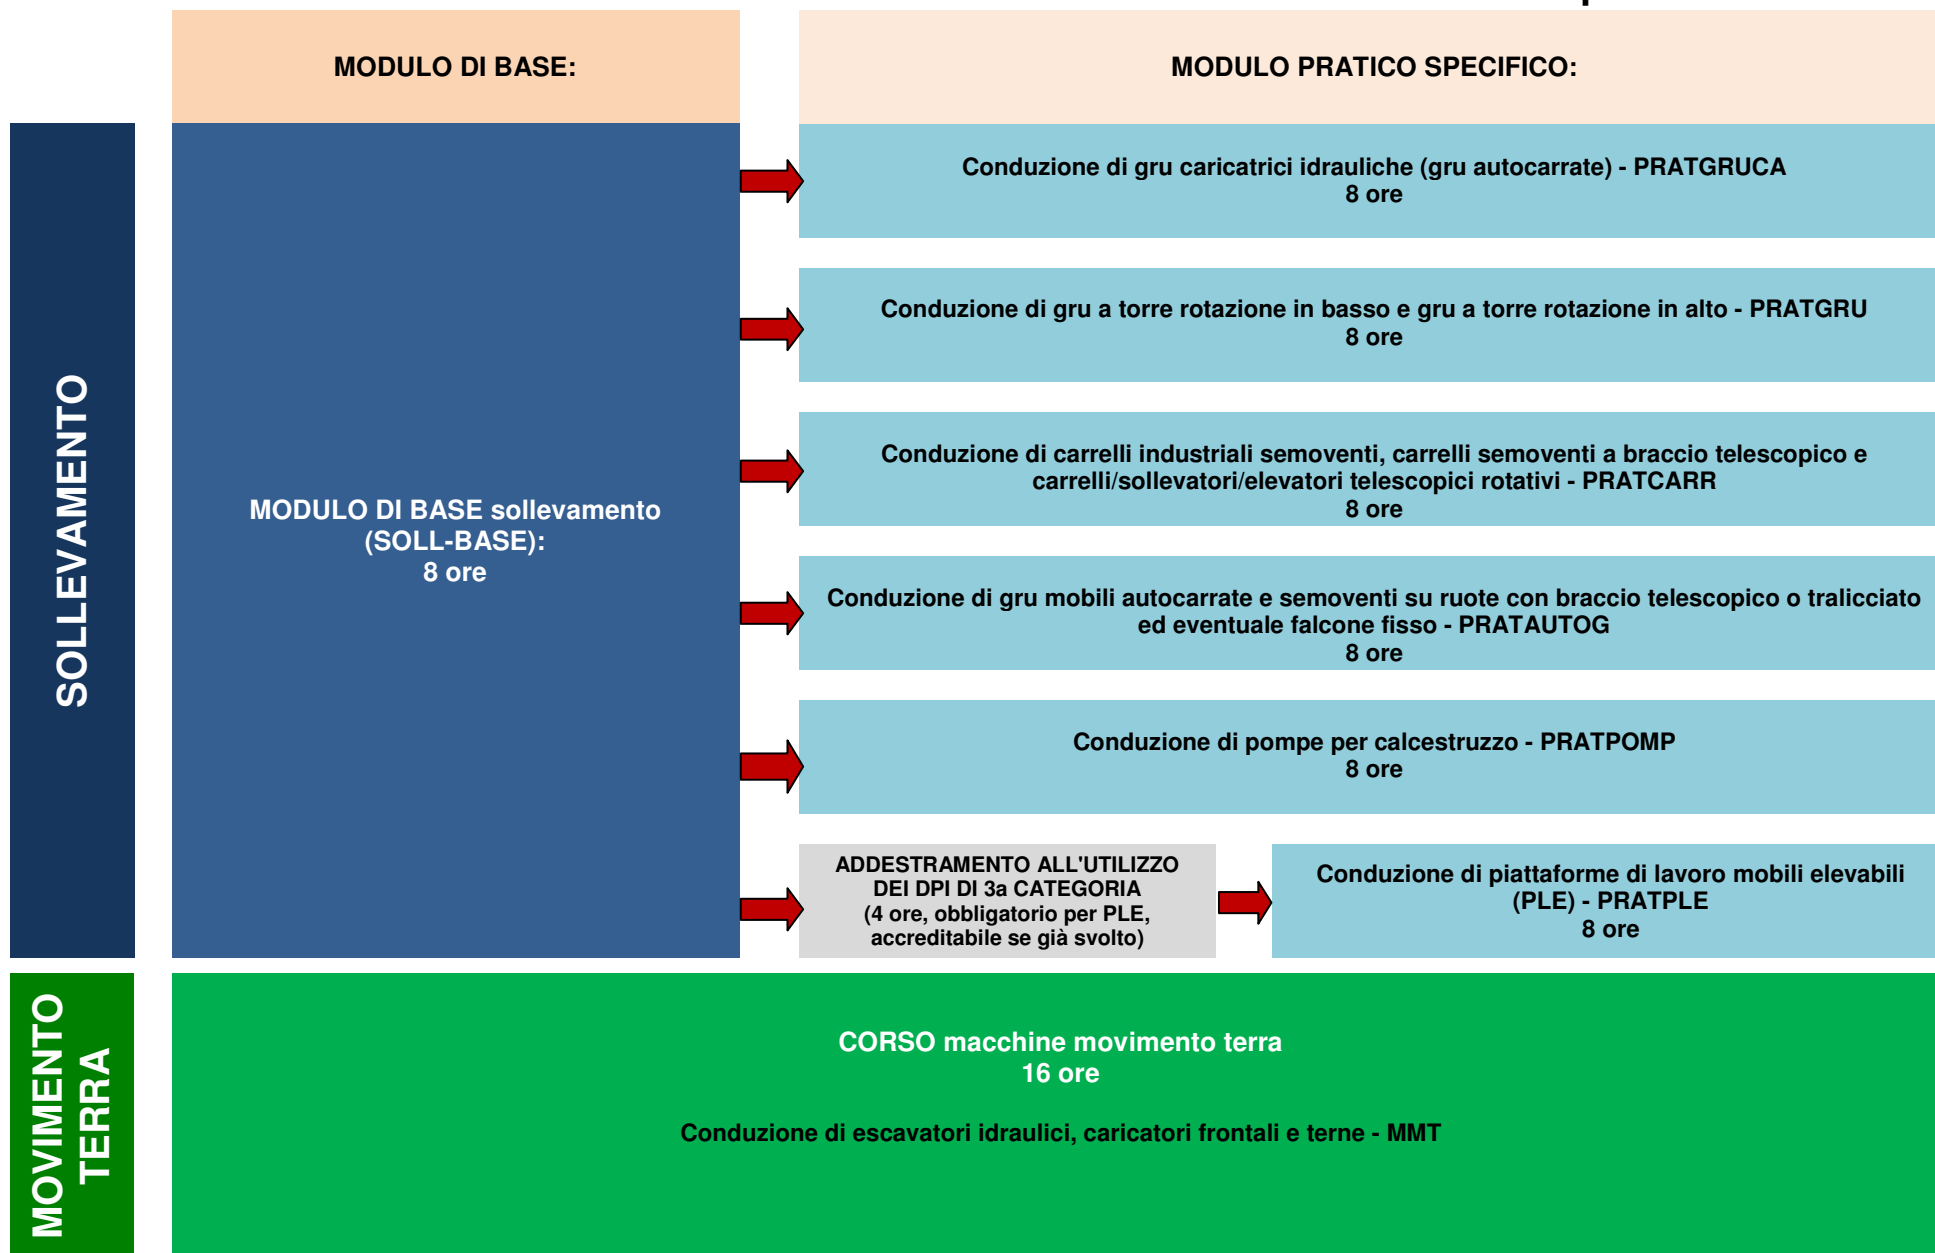 MODULO DI BASE:
MODULO PRATICO SPECIFICO:
SOLLEVAMENTO
MODULO DI BASE sollevamento
(SOLL-BASE):
8 ore
Conduzione di gru caricatrici idrauliche (gru autocarrate) - PRATGRUCA
8 ore
Conduzione di gru a torre rotazione in basso e gru a torre rotazione in alto - PRATGRU
8 ore
Conduzione di carrelli industriali semoventi, carrelli semoventi a braccio telescopico e
carrelli/sollevatori/elevatori telescopici rotativi - PRATCARR
8 ore
Conduzione di gru mobili autocarrate e semoventi su ruote con braccio telescopico o tralicciato
ed eventuale falcone fisso - PRATAUTOG
8 ore
Conduzione di pompe per calcestruzzo - PRATPOMP
8 ore
ADDESTRAMENTO ALL'UTILIZZO
DEI DPI DI 3a CATEGORIA
(4 ore, obbligatorio per PLE,
accreditabile se già svolto)
Conduzione di piattaforme di lavoro mobili elevabili
(PLE) - PRATPLE
8 ore
MOVIMENTO
TERRA
CORSO macchine movimento terra
16 ore
Conduzione di escavatori idraulici, caricatori frontali e terne - MMT